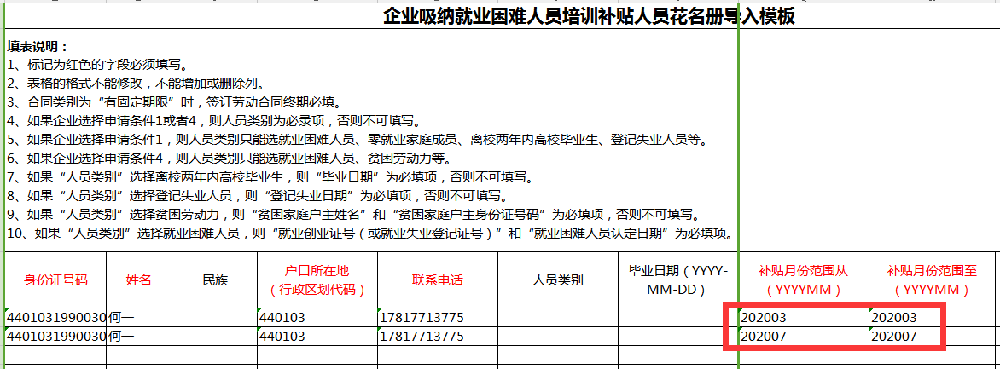 企业吸纳就业困难人员培训补贴人员花名册导入模板
填表说明：
1、标记为红色的字段必须填写。
2、表格的格式不能修改，不能增加或删除列。
3、合同类别为“有固定期限”时，签订劳动合同终期必填。
4、如果企业选择申请条件1或者4，则人员类别为必录项，否则不可填写。
5、如果企业选择申请条件1，则人员类别只能选就业困难人员、零就业家庭成员、离校两年内高校毕业生、登记失业人员等。
6、如果企业选择申请条件4，则人员类别只能选就业困难人员、贫困劳动力等。
7、如果“人员类别”选择离校两年内高校毕业生，则“毕业日期”为必填项，否则不可填写。
8、如果“人员类别”选择登记失业人员，则“登记失业日期”为必填项，否则不可填写。
9、如果“人员类别”选择贫困劳动力，则“贫困家庭户主姓名”和“贫困家庭户主身份证号码”为必填项，否则不可填写。
10、如果“人员类别”选择就业困难人员，则“就业创业证号（或就业失业登记证号）”和“就业困难人员认定日期”为必填项。
身份证号码 姓名 民族 户口所在地（行政区划代码） 联系电话 人员类别 毕业日期（YYYY-MM-DD） 补贴月份范围从（YYYYMM） 补贴月份范围至（YYYYMM）
4401031990030 何一 440103 17817713775 202003 202003
4401031990030 何一 440103 17817713775 202007 202007